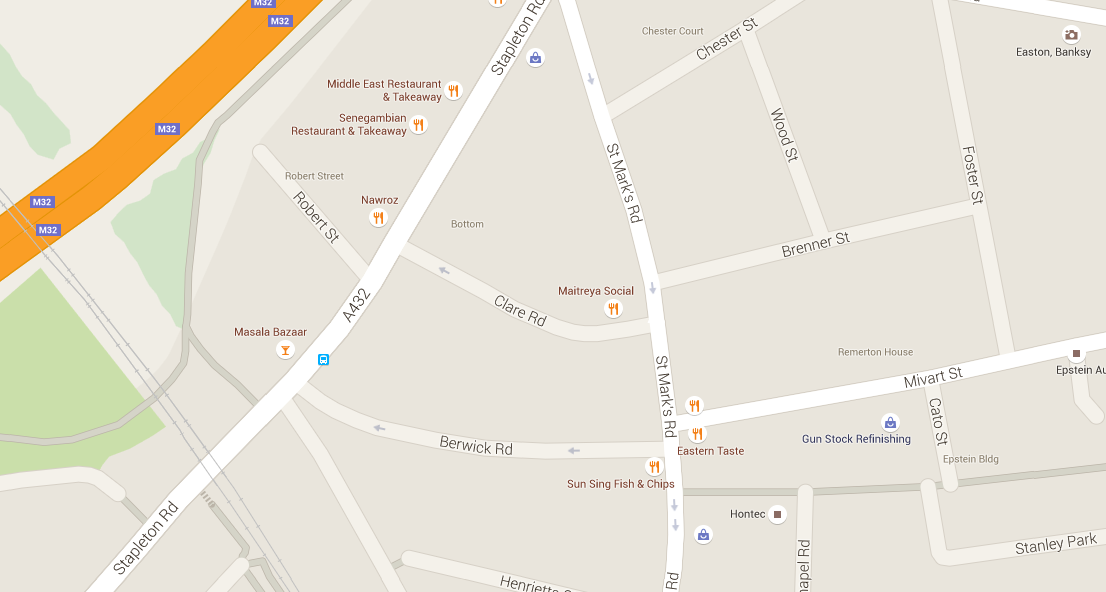 M32
M32
Stapleton Rd
Chester Court
Chester St
Easton, Banksy
Middle East Restaurant
& Takeaway
Senegambian
Restaurant & Takeaway
M32
Wood St
St Mark's Rd
Foster St
Robert Street
Robert St
Nawroz
M32
M32
Bottom
Brenner St
A432
Clare Rd
Maitreya Social
Masala Bazaar
St Mark's Rd
Remerton House
Mivart St
Epstein Au
Cato St
Gun Stock Refinishing
Berwick Rd
Eastern Taste
Epstein Bldg
Sun Sing Fish & Chips
Hontec
Stapleton Rd
hapel Rd
Stanley Park
Henrietta
Rd